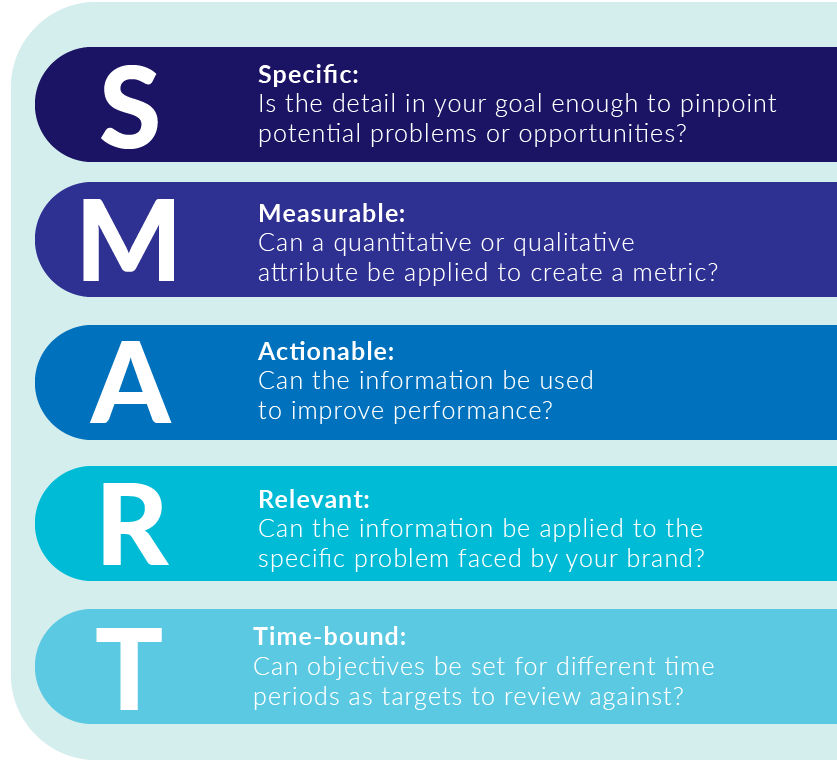 S
Specific:
Is the detail in your goal enough to pinpoint
potential problems or opportunities?
M
Measurable:
Can a quantitative or qualitative
attribute be applied to create a metric?
A
Actionable:
Can the information be used
to improve performance?
R
Relevant:
Can the information be applied to the
specific problem faced by your brand?
T
Time-bound:
Can objectives be set for different time
periods as targets to review against?